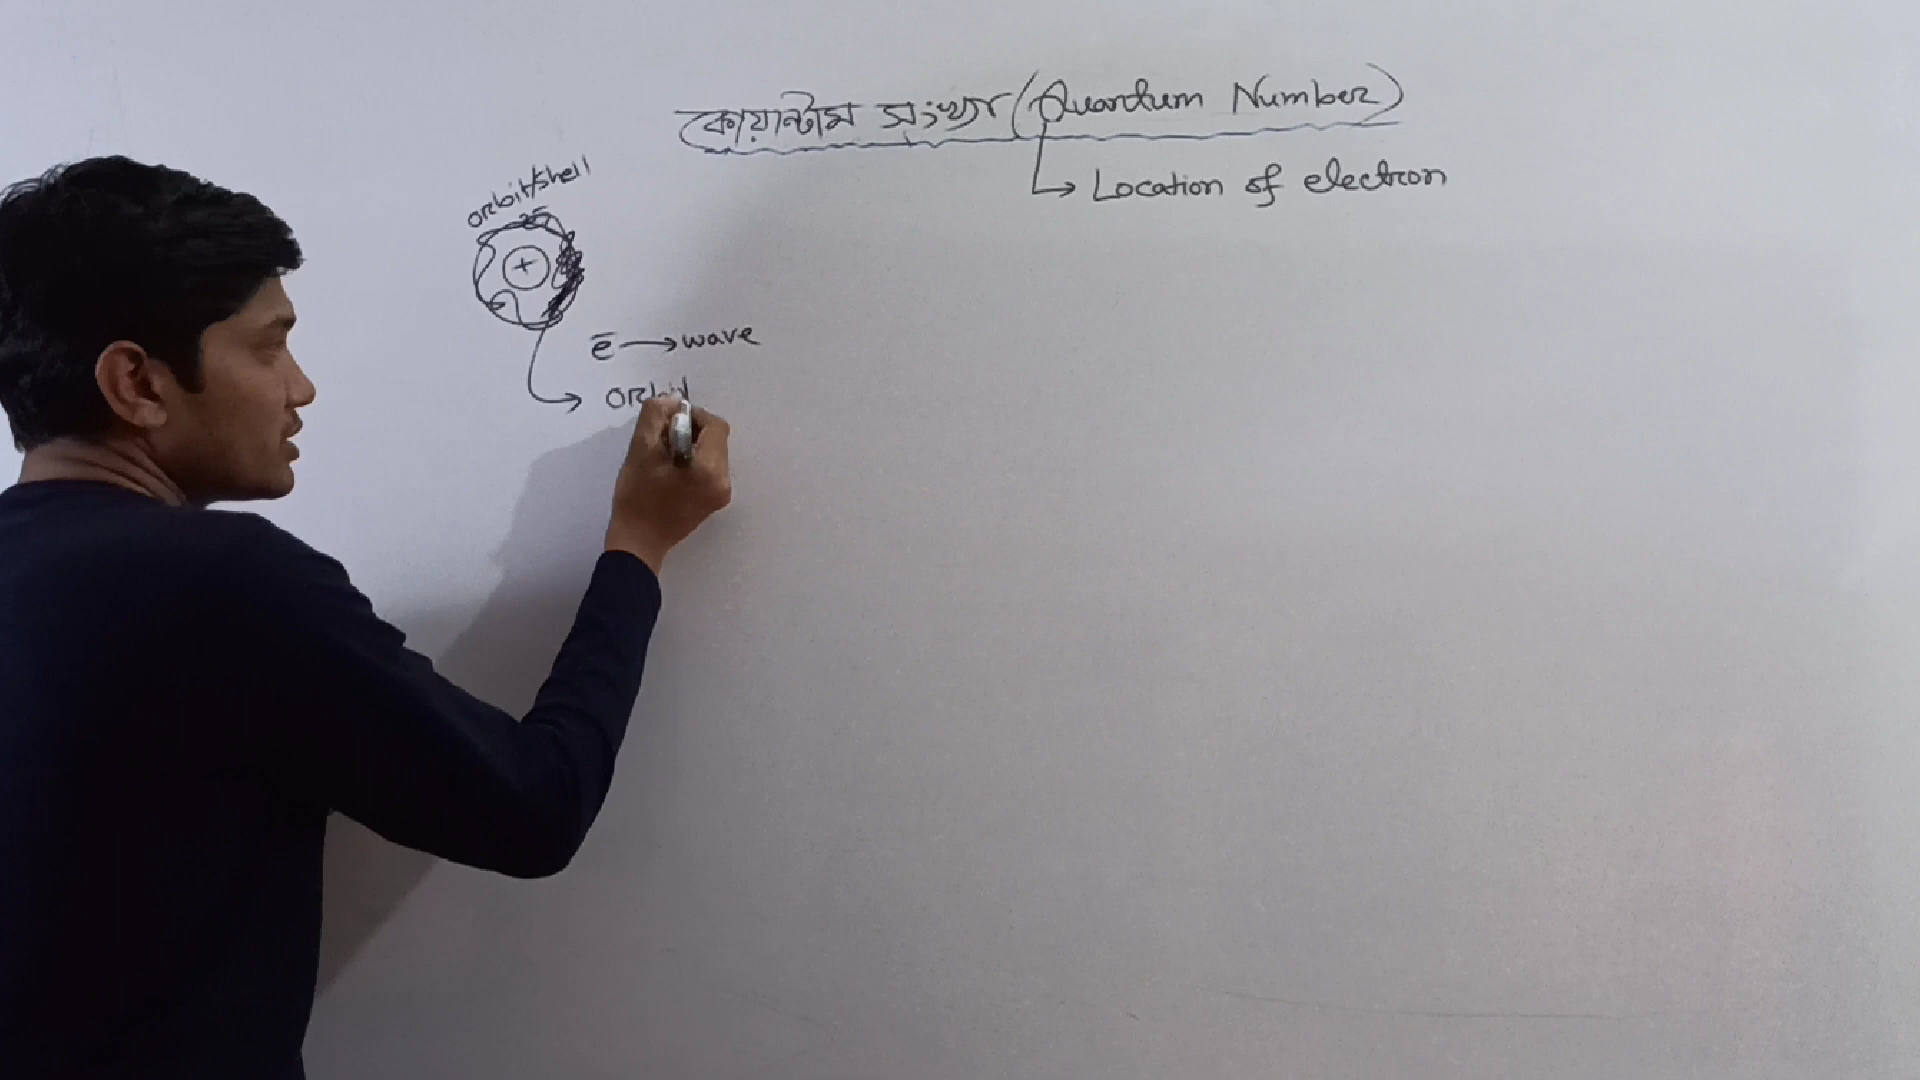 কোয়ান্টাম সংখ্যা (Quantum Number)
Location of electron
orbit/shell
+
e̅ → wave